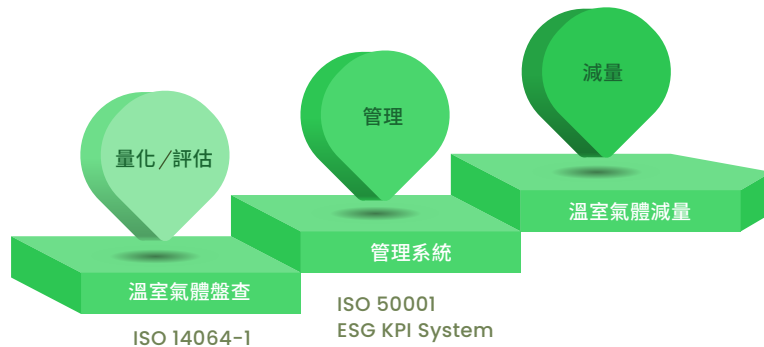 量化/評估
溫室氣體盤查
ISO 14064-1
管理
管理系統
ISO 50001
ESG KPI System
減量
溫室氣體減量